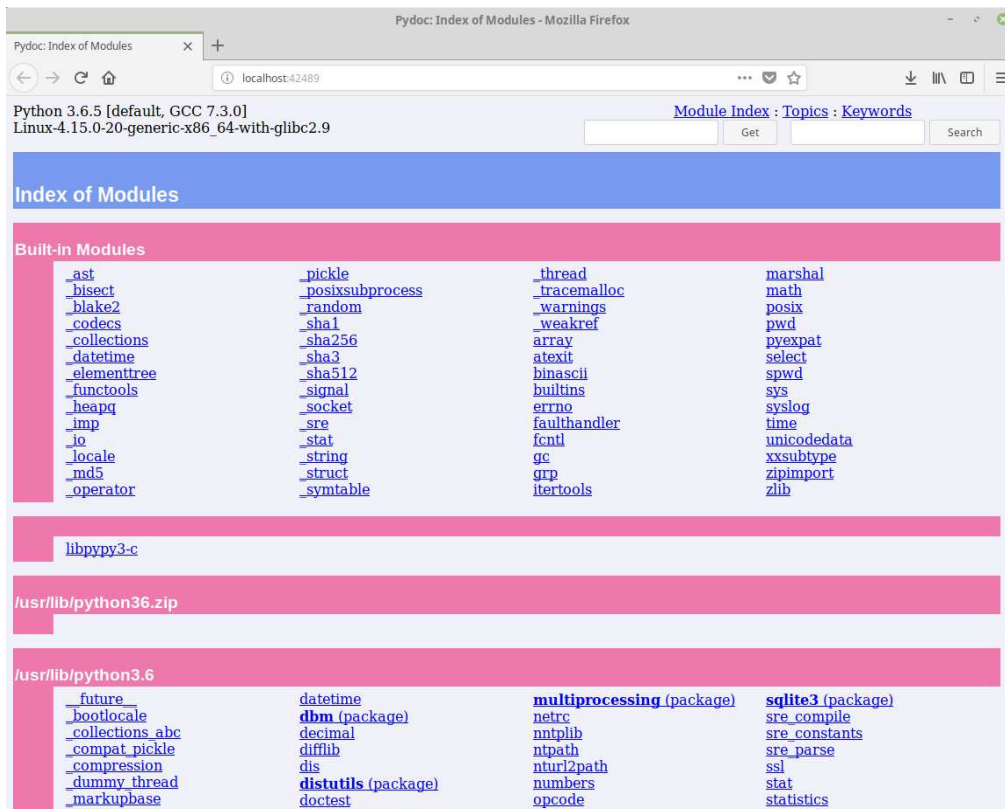 Pydoc: Index of Modules - Mozilla Firefox
Pydoc: Index of Modules
localhost:42489
Python 3.6.5 [default, GCC 7.3.0]
Linux-4.15.0-20-generic-x86_64-with-glibc2.9
Module Index : Topics : Keywords
Get Search
Index of Modules
Built-in Modules
_ast _pickle _thread marshal
_bisect _posixsubprocess _tracemalloc math
_blake2 _random _warnings posix
_codecs _sha1 _weakref pwd
_collections _sha256 array pyexpat
_datetime _sha3 atexit select
_elementtree _sha512 binascii spwd
_functools _signal builtins sys
_heapq _socket errno syslog
_imp _sre faulthandler time
_io _stat fcntl unicodedata
_locale _string gc xxsubtype
_md5 _struct grp zipimport
_operator _symtable itertools zlib
libpypy3-c
/usr/lib/python36.zip
/usr/lib/python3.6
__future__ datetime multiprocessing (package) sqlite3 (package)
_bootlocale dbm (package) netrc sre_compile
_collections_abc decimal nntplib sre_constants
_compat_pickle difflib ntpath sre_parse
_compression dis nturl2path ssl
_dummy_thread distutils (package) numbers stat
_markupbase doctest opcode statistics